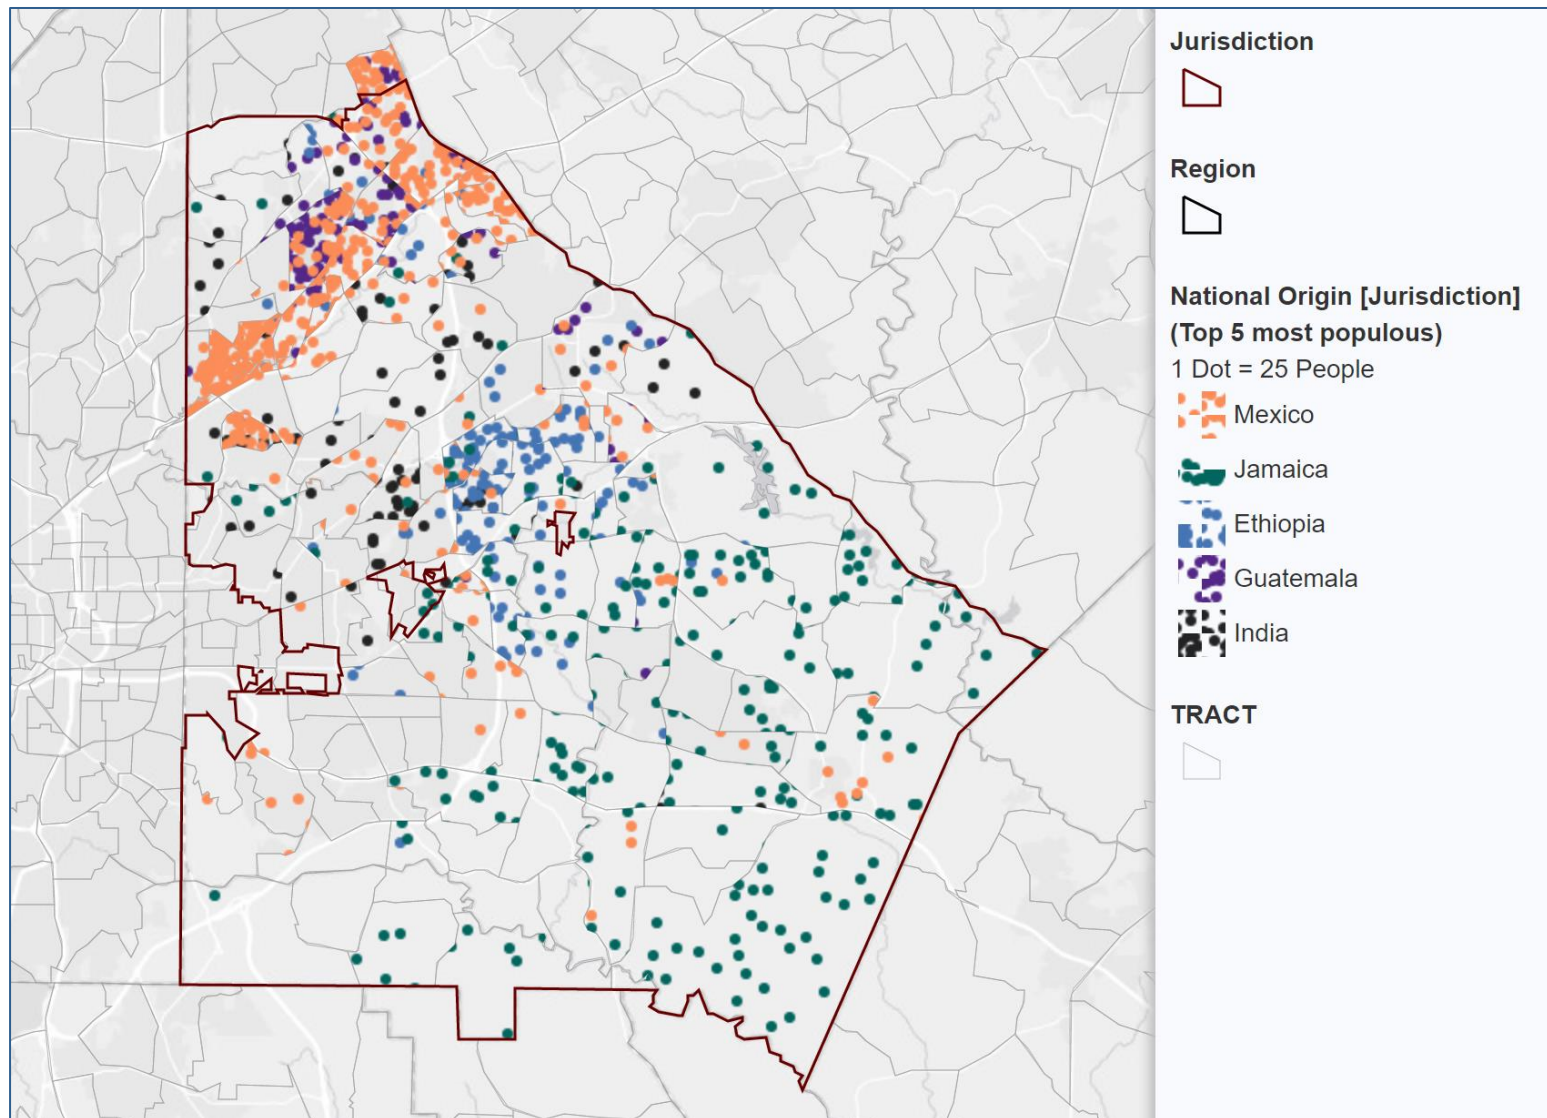 Jurisdiction
Region
National Origin [Jurisdiction]
(Top 5 most populous)
1 Dot = 25 People
Mexico
Jamaica
Ethiopia
Guatemala
India
TRACT